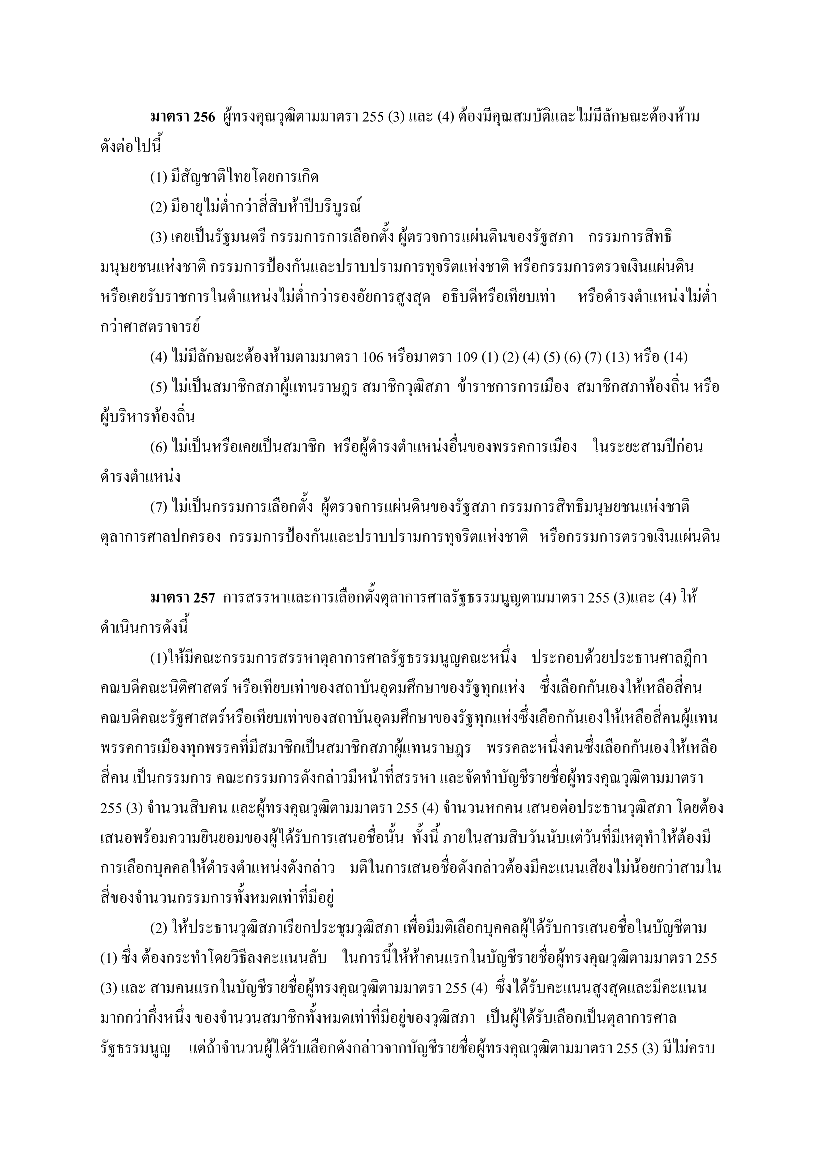 มาตรา 256 ผู้ทรงคุณวุฒิตามมาตรา 255 (3) และ (4) ต้องมีคุณสมบัติและไม่มีลักษณะต้องห้าม
ดังต่อไปนี้
(1) มีสัญชาติไทยโดยการเกิด
(2) มีอายุไม่ต่ำกว่าสี่สิบห้าปีบริบูรณ์
(3) เคยเป็นรัฐมนตรี กรรมการการเลือกตั้ง ผู้ตรวจการแผ่นดินของรัฐสภา กรรมการสิทธิ
มนุษยชนแห่งชาติ กรรมการป้องกันและปราบปรามการทุจริตแห่งชาติ หรือกรรมการตรวจเงินแผ่นดิน
หรือเคยรับราชการในตำแหน่งไม่ต่ำกว่ารองอัยการสูงสุด อธิบดีหรือเทียบเท่า หรือดำรงตำแหน่งไม่ต่ำ
กว่าศาสตราจารย์
(4) ไม่มีลักษณะต้องห้ามตามมาตรา 106 หรือมาตรา 109 (1) (2) (4) (5) (6) (7) (13) หรือ (14)
(5) ไม่เป็นสมาชิกสภาผู้แทนราษฎร สมาชิกวุฒิสภา ข้าราชการการเมือง สมาชิกสภาท้องถิ่น หรือ
ผู้บริหารท้องถิ่น
(6) ไม่เป็นหรือเคยเป็นสมาชิก หรือผู้ดำรงตำแหน่งอื่นของพรรคการเมือง ในระยะสามปีก่อน
ดำรงตำแหน่ง
(7) ไม่เป็นกรรมการเลือกตั้ง ผู้ตรวจการแผ่นดินของรัฐสภา กรรมการสิทธิมนุษยชนแห่งชาติ
ตุลาการศาลปกครอง กรรมการป้องกันและปราบปรามการทุจริตแห่งชาติ หรือกรรมการตรวจเงินแผ่นดิน
มาตรา 257 การสรรหาและการเลือกตั้งตุลาการศาลรัฐธรรมนูญตามมาตรา 255 (3)และ (4) ให้
ดำเนินการดังนี้
(1)ให้มีคณะกรรมการสรรหาตุลาการศาลรัฐธรรมนูญคณะหนึ่ง ประกอบด้วยประธานศาลฎีกา
คณบดีคณะนิติศาสตร์ หรือเทียบเท่าของสถาบันอุดมศึกษาของรัฐทุกแห่ง ซึ่งเลือกกันเองให้เหลือสี่คน
คณบดีคณะรัฐศาสตร์หรือเทียบเท่าของสถาบันอุดมศึกษาของรัฐทุกแห่งซึ่งเลือกกันเองให้เหลือสี่คนผู้แทน
พรรคการเมืองทุกพรรคที่มีสมาชิกเป็นสมาชิกสภาผู้แทนราษฎร พรรคละหนึ่งคนซึ่งเลือกกันเองให้เหลือ
สี่คน เป็นกรรมการ คณะกรรมการดังกล่าวมีหน้าที่สรรหา และจัดทำบัญชีรายชื่อผู้ทรงคุณวุฒิตามมาตรา
255 (3) จำนวนสิบคน และผู้ทรงคุณวุฒิตามมาตรา 255 (4) จำนวนหกคน เสนอต่อประธานวุฒิสภา โดยต้อง
เสนอพร้อมความยินยอมของผู้ได้รับการเสนอชื่อนั้น ทั้งนี้ ภายในสามสิบวันนับแต่วันที่มีเหตุทำให้ต้องมี
การเลือกบุคคลให้ดำรงตำแหน่งดังกล่าว มติในการเสนอชื่อดังกล่าวต้องมีคะแนนเสียงไม่น้อยกว่าสามใน
สี่ของจำนวนกรรมการทั้งหมดเท่าที่มีอยู่
(2) ให้ประธานวุฒิสภาเรียกประชุมวุฒิสภา เพื่อมีมติเลือกบุคคลผู้ได้รับการเสนอชื่อในบัญชีตาม
(1) ซึ่ง ต้องกระทำโดยวิธีลงคะแนนลับ ในการนี้ให้ห้าคนแรกในบัญชีรายชื่อผู้ทรงคุณวุฒิตามมาตรา 255
(3) และ สามคนแรกในบัญชีรายชื่อผู้ทรงคุณวุฒิตามมาตรา 255 (4) ซึ่งได้รับคะแนนสูงสุดและมีคะแนน
มากกว่ากึ่งหนึ่ง ของจำนวนสมาชิกทั้งหมดเท่าที่มีอยู่ของวุฒิสภา เป็นผู้ได้รับเลือกเป็นตุลาการศาล
รัฐธรรมนูญ แต่ถ้าจำนวนผู้ได้รับเลือกดังกล่าวจากบัญชีรายชื่อผู้ทรงคุณวุฒิตามมาตรา 255 (3) มีไม่ครบ